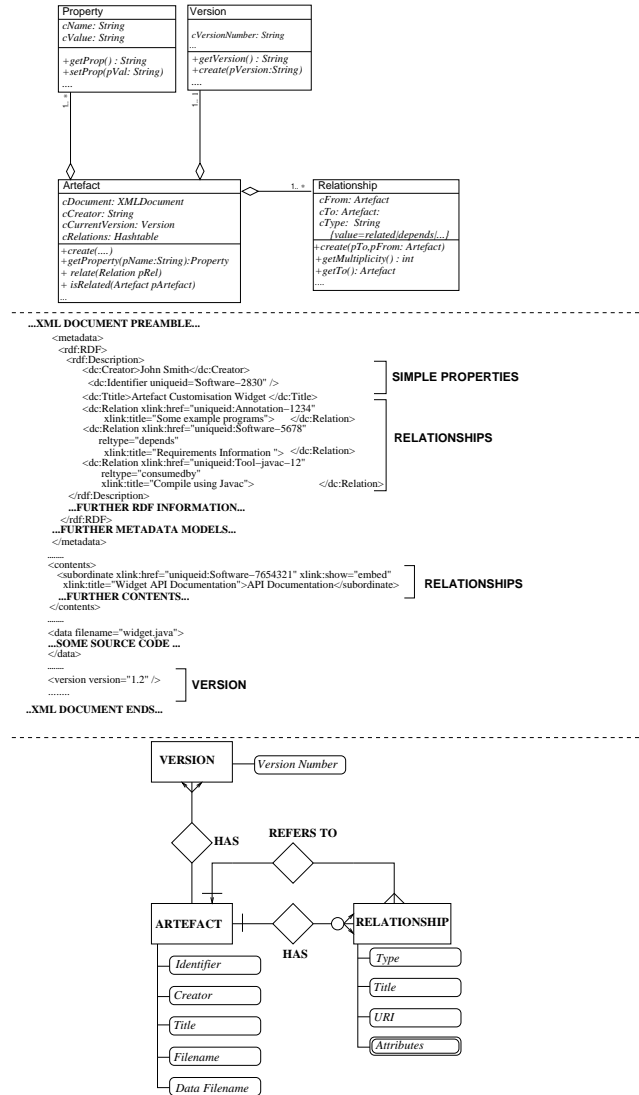 Property
cName: String
cValue: String
+getProp() : String
+setProp(pVal: String)
....
1.. *
Version
cVersionNumber: String
...
+getVersion() : String
+create(pVersion:String)
....
1.. 1
Artefact
cDocument: XMLDocument
cCreator: String
cCurrentVersion: Version
cRelations: Hashtable
+create(....)
+getProperty(pName:String):Property
+ relate(Relation pRel)
+ isRelated(Artefact pArtefact)
...
1.. *
Relationship
cFrom: Artefact
cTo: Artefact:
cType: String
[value=related|depends|...]
+create(pTo,pFrom: Artefact)
+getMultiplicity() : int
+getTo(): Artefact
....
...XML DOCUMENT PREAMBLE...
<metadata>
<rdf:RDF>
<rdf:Description>
<dc:Creator>John Smith</dc:Creator>
<dc:Identifier uniqueid="Software–2830" />
SIMPLE PROPERTIES
<dc:Ttitle>Artefact Customisation Widget </dc:Title>
<dc:Relation xlink:href="uniqueid:Annotation–1234"
xlink:title="Some example programs"> </dc:Relation>
<dc:Relation xlink:href="uniqueid:Software–5678"
reltype="depends"
xlink:title="Requirements Information "> </dc:Relation>
<dc:Relation xlink:href="uniqueid:Tool–javac–12"
reltype="consumedby"
xlink:title="Compile using Javac"> </dc:Relation>
RELATIONSHIPS
</rdf:Description>
...FURTHER RDF INFORMATION...
</rdf:RDF>
...FURTHER METADATA MODELS...
</metadata>
........
<contents>
<subordinate xlink:href="uniqueid:Software–7654321" xlink:show="embed"
xlink:title="Widget API Documentation">API Documentation</subordinate>
RELATIONSHIPS
...FURTHER CONTENTS...
</contents>
........
<data filename="widget.java">
...SOME SOURCE CODE ...
</data>
........
<version version="1.2" />
........
VERSION
..XML DOCUMENT ENDS...
VERSION
Version Number
HAS
REFERS TO
ARTEFACT
HAS
RELATIONSHIP
Identifier
Creator
Title
Filename
Data Filename
Type
Title
URI
Attributes